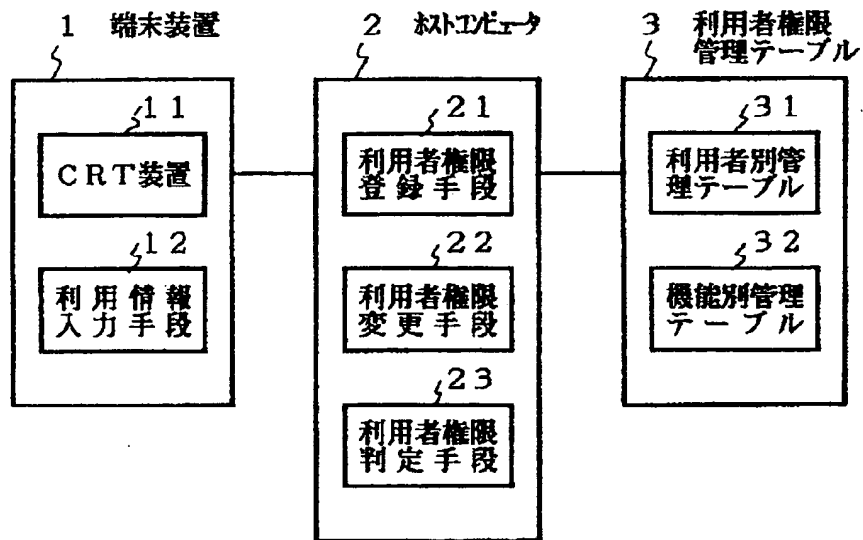 1 端末装置
11
CRT装置
12
利用情報
入力手段
2 ホストコンピュータ
21
利用者権限
登録手段
22
利用者権限
変更手段
23
利用者権限
判定手段
3 利用者権限
管理テーブル
31
利用者別管
理テーブル
32
機能別管理
テーブル